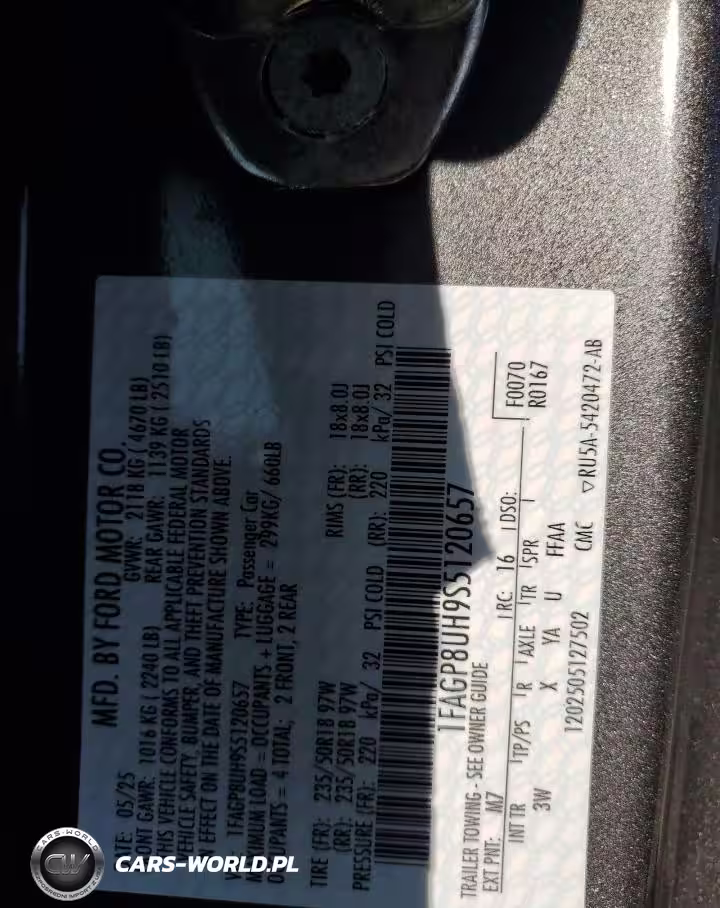 MFD. BY FORD MOTOR CO.
DATE: 05/25 GVWR: 2118 KG ( 4670 LB)
FRONT GAWR: 1016 KG ( 2240 LB) REAR GAWR: 1139 KG ( 2510 LB)
THIS VEHICLE CONFORMS TO ALL APPLICABLE FEDERAL MOTOR
VEHICLE SAFETY, BUMPER, AND THEFT PREVENTION STANDARDS
IN EFFECT ON THE DATE OF MANUFACTURE SHOWN ABOVE.
1FAGP8UH9S5120657 TYPE: Passenger Car
MAXIMUM LOAD = OCCUPANTS + LUGGAGE = 299KG/ 660LB
OCCUPANTS = 4 TOTAL; 2 FRONT, 2 REAR
TIRE (FR): 235/50R18 97W RIMS (FR): 18x8.0J
(RR): 235/50R18 97W (RR): 18x8.0J
PRESSURE (FR): 220 kPa/ 32 PSI COLD (RR): 220 kPa/ 32 PSI COLD
1FAGP8UH9S5120657
TRAILER TOWING - SEE OWNER GUIDE
EXT PNT: M7 RC: 16 DSO: F0070
R0167
INT TR TP/PS R AXLE TR SPR
3W X YA U FFAA
1202505127502 CMC ▽RU5A-5420472-AB
CARS-WORLD
CW
CARS-WORLD.PL